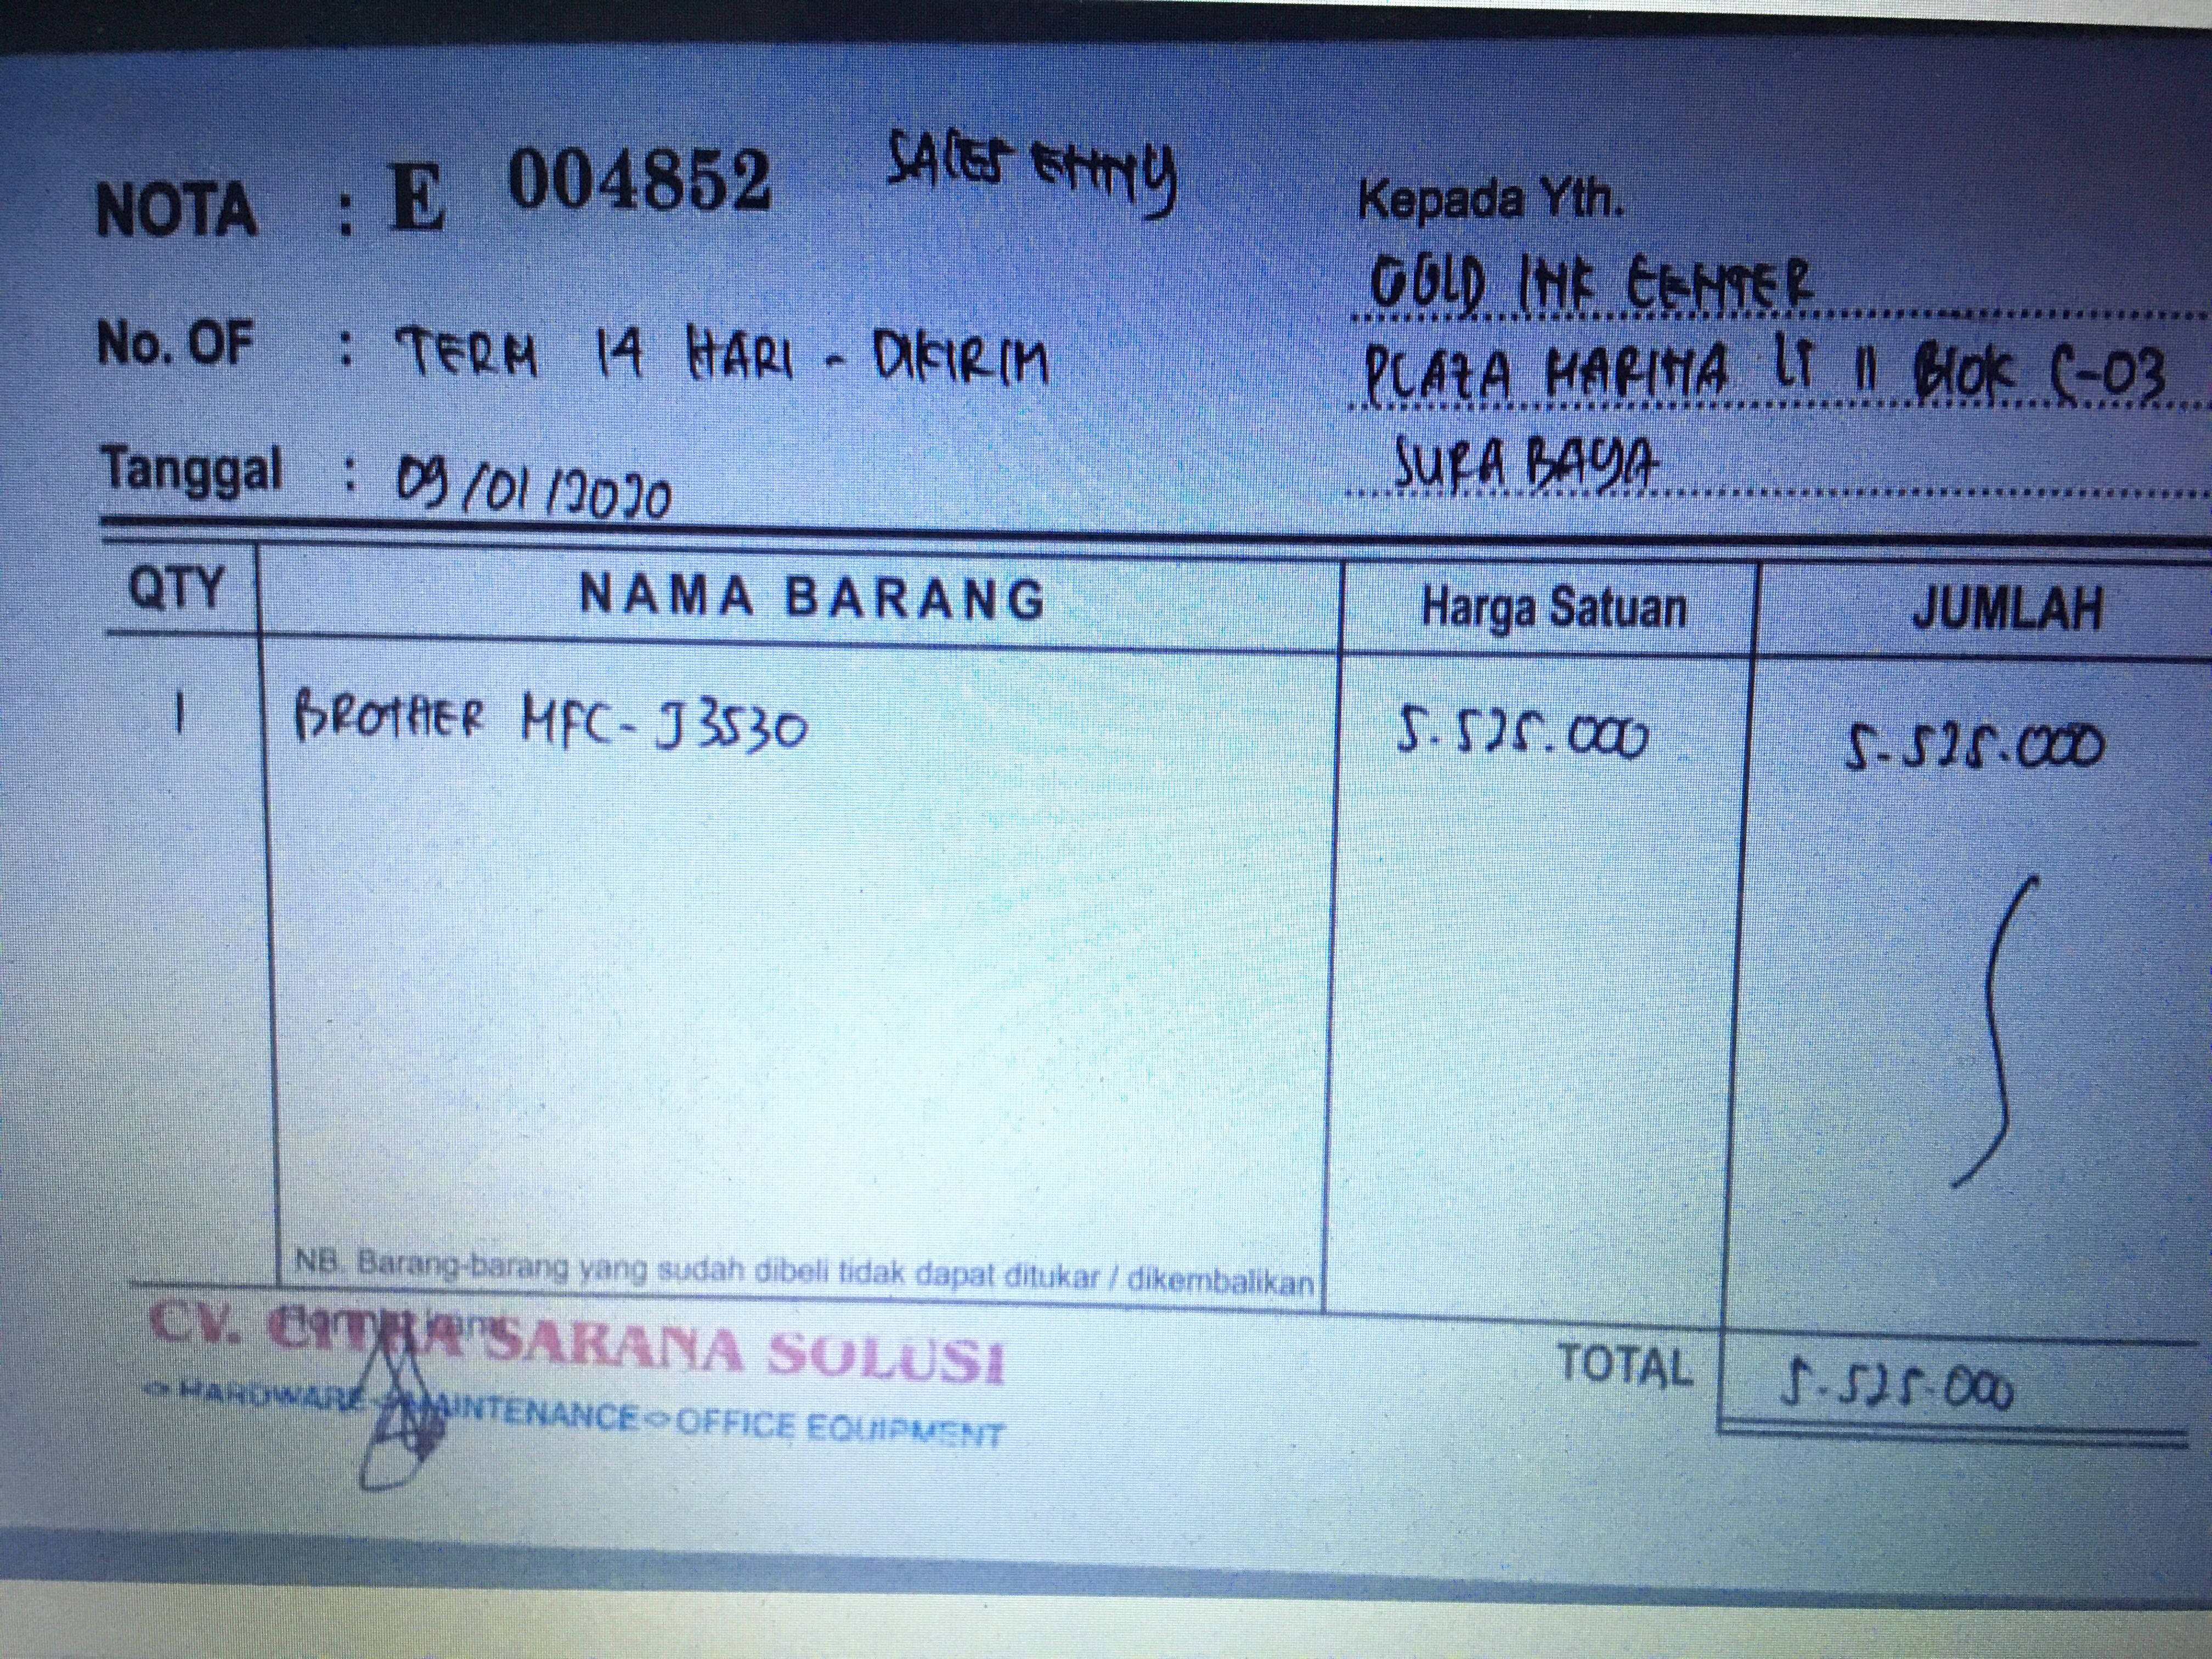 NOTA : E 004852 SALES ENNY
Kepada Yth.
GOLD INK CENTER
No. OF : TERM 14 HARI - DIKIRIM
PLAZA MARINA LT II Blok C-03
Tanggal : 09/01/2020
SURABAYA
QTY NAMA BARANG Harga Satuan JUMLAH
1 BROTHER MFC-J3530 5.525.000 5.525.000
NB. Barang-barang yang sudah dibeli tidak dapat ditukar / dikembalikan
Hormat kami
CV. CITRA SARANA SOLUSI
HARDWARE MAINTENANCE OFFICE EQUIPMENT
TOTAL 5.525.000